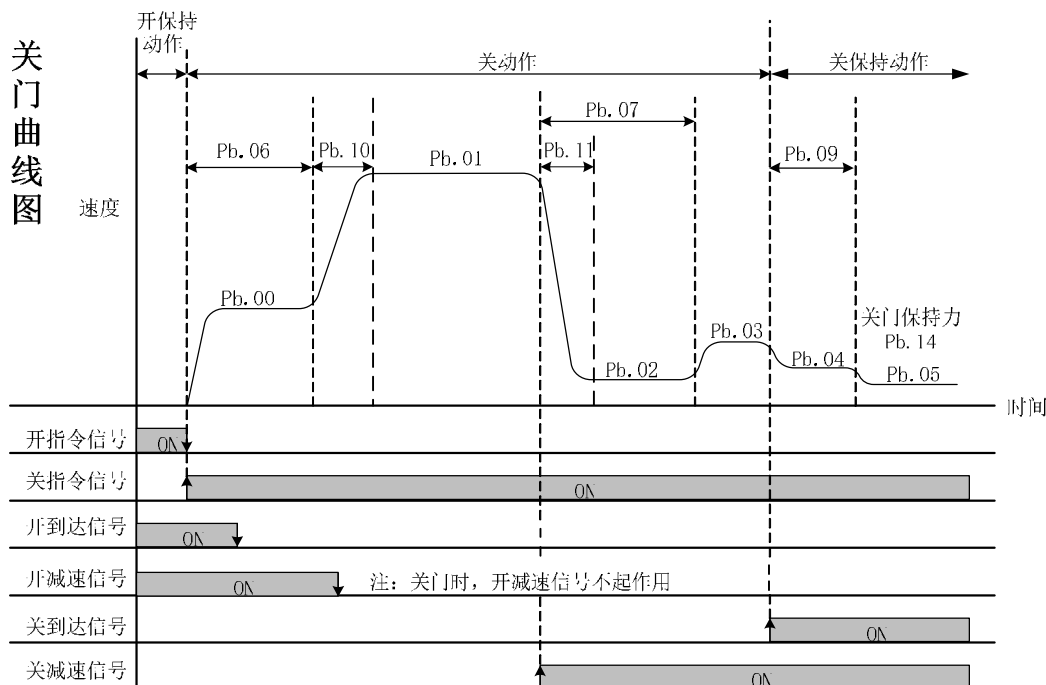 关门曲线图
开保持
动作
关动作
关保持动作
Pb.07
Pb.06
Pb.10
Pb.01
Pb.11
Pb.09
速度
Pb.00
关门保持力
Pb.14
Pb.03
Pb.02
Pb.04
Pb.05
时间
开指令信号
ON
关指令信号
ON
开到达信号
ON
开减速信号
ON
注：关门时，开减速信号不起作用
关到达信号
ON
关减速信号
ON